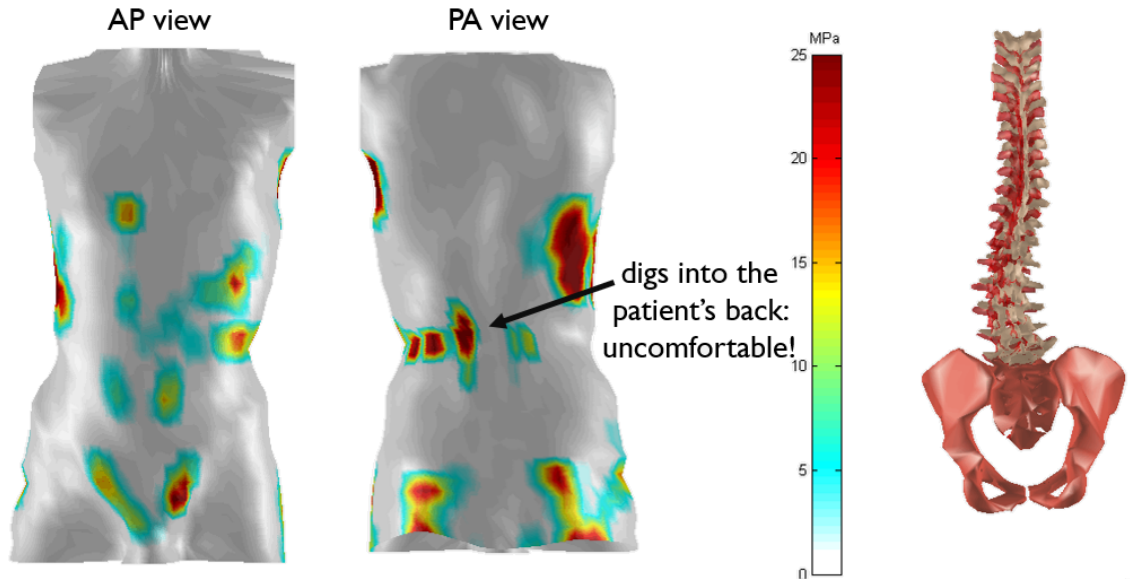 AP view
PA view
MPa
25
20
15
10
5
0
digs into the
patient's back:
uncomfortable!